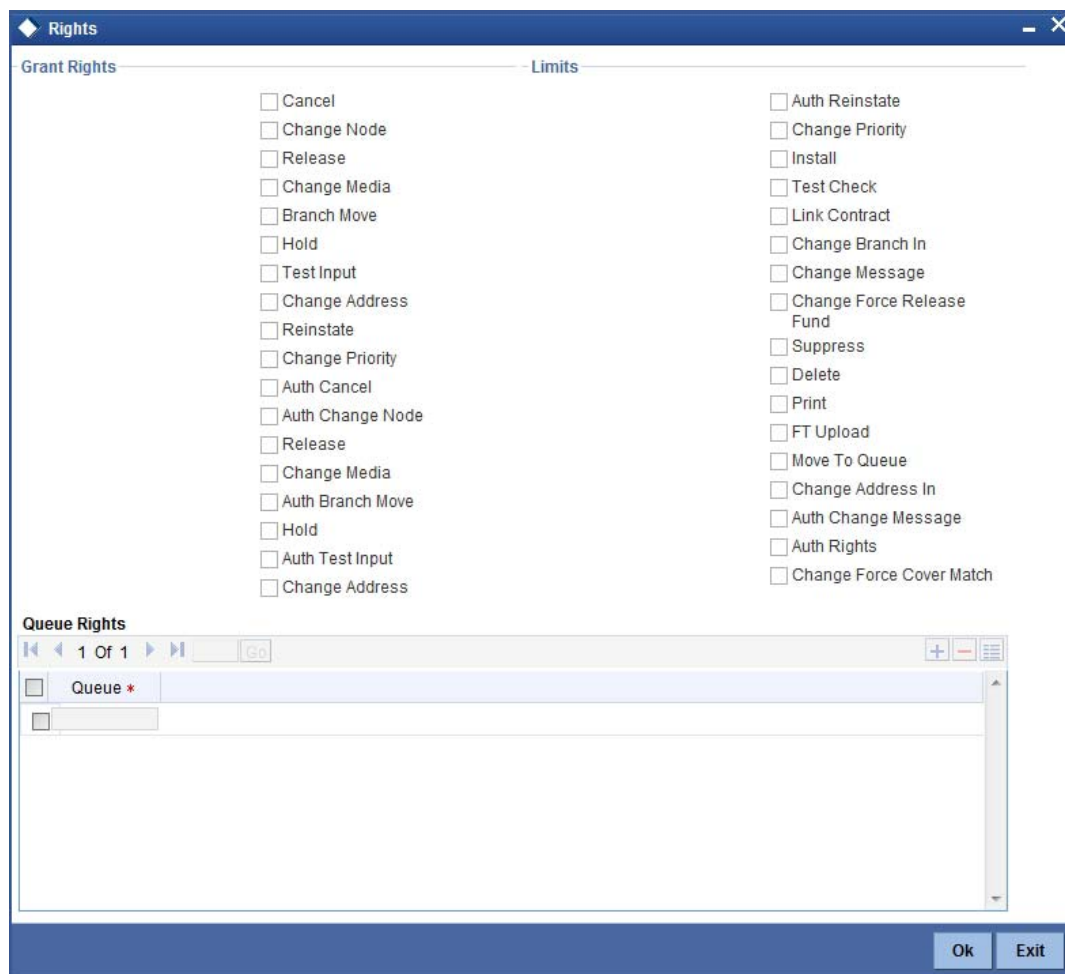 Rights
Grant Rights
Cancel
Change Node
Release
Change Media
Branch Move
Hold
Test Input
Change Address
Reinstate
Change Priority
Auth Cancel
Auth Change Node
Release
Change Media
Auth Branch Move
Hold
Auth Test Input
Change Address
Limits
Auth Reinstate
Change Priority
Install
Test Check
Link Contract
Change Branch In
Change Message
Change Force Release
Fund
Suppress
Delete
Print
FT Upload
Move To Queue
Change Address In
Auth Change Message
Auth Rights
Change Force Cover Match
Queue Rights
1 Of 1 Go
Queue *
Ok Exit